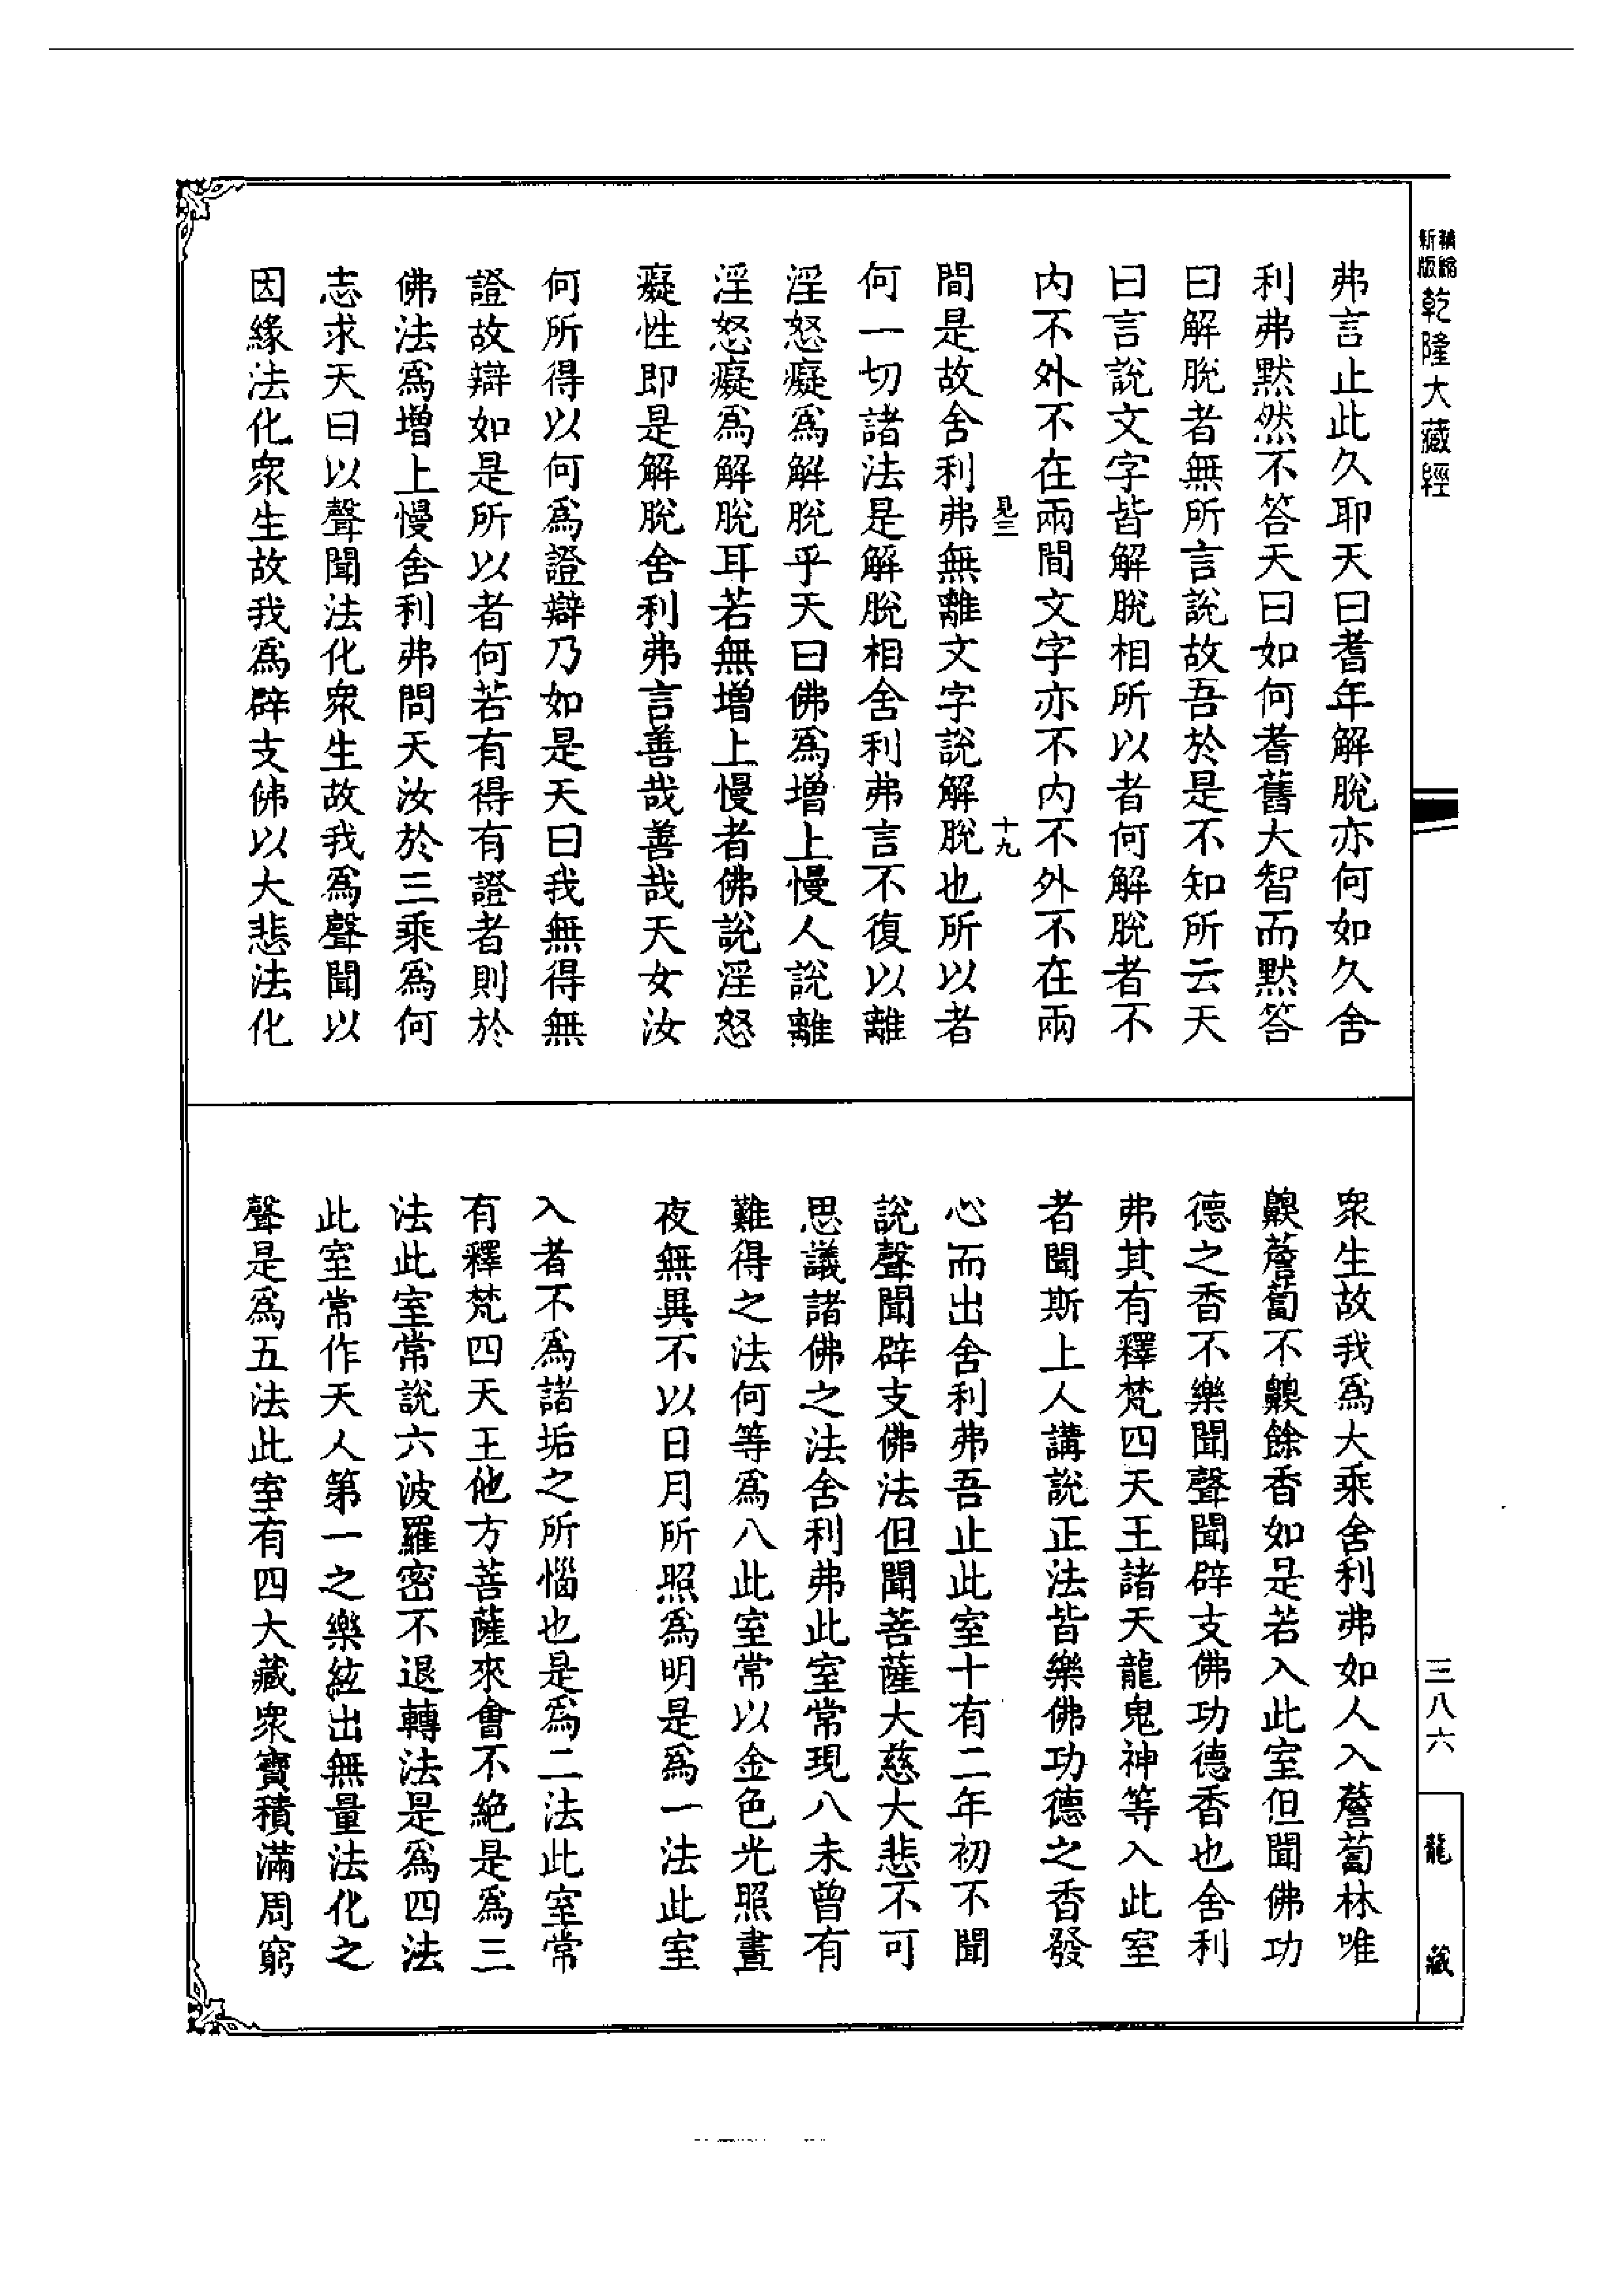 新編縮版
乾隆大藏經
弗言止此久耶天曰耆年解脫亦何如久舍
利弗默然不答天曰如何耆舊大智而默答
曰解脫者無所言說故吾於是不知所云天
曰言說文字皆解脫相所以者何解脫者不
内不外不在兩間文字亦不内不外不在兩
見三
十九
間是故舍利弗無離文字說解脫也所以者
何一切諸法是解脫相舍利弗言不復以離
淫怒癡爲解脫乎天曰佛爲增上慢人說離
淫怒癡爲解脫耳若無增上慢者佛說淫怒
癡性即是解脫舍利弗言善哉善哉天女汝
何所得以何爲證辯乃如是天曰我無得無
證故辯如是所以者何若有得有證者則於
佛法爲增上慢舍利弗問天汝於三乘爲何
志求天曰以聲聞法化衆生故我爲聲聞以
因緣法化衆生故我爲辟支佛以大悲法化
衆生故我爲大乘舍利弗如人入薝蔔林唯
齅薝蔔不齅餘香如是若入此室但聞佛功
德之香不樂聞聲聞辟支佛功德香也舍利
弗其有釋梵四天王諸天龍鬼神等入此室
者聞斯上人講說正法皆樂佛功德之香發
心而出舍利弗吾止此室十有二年初不聞
說聲聞辟支佛法但聞菩薩大慈大悲不可
思議諸佛之法舍利弗此室常現八未曾有
難得之法何等爲八此室常以金色光照晝
夜無異不以日月所照爲明是爲一法此室
入者不爲諸垢之所惱也是爲二法此室常
有釋梵四天王他方菩薩來會不絶是爲三
法此室常說六波羅密不退轉法是爲四法
此室常作天人第一之樂絃出無量法化之
聲是爲五法此室有四大藏衆寶積滿周窮
三八六
龍藏